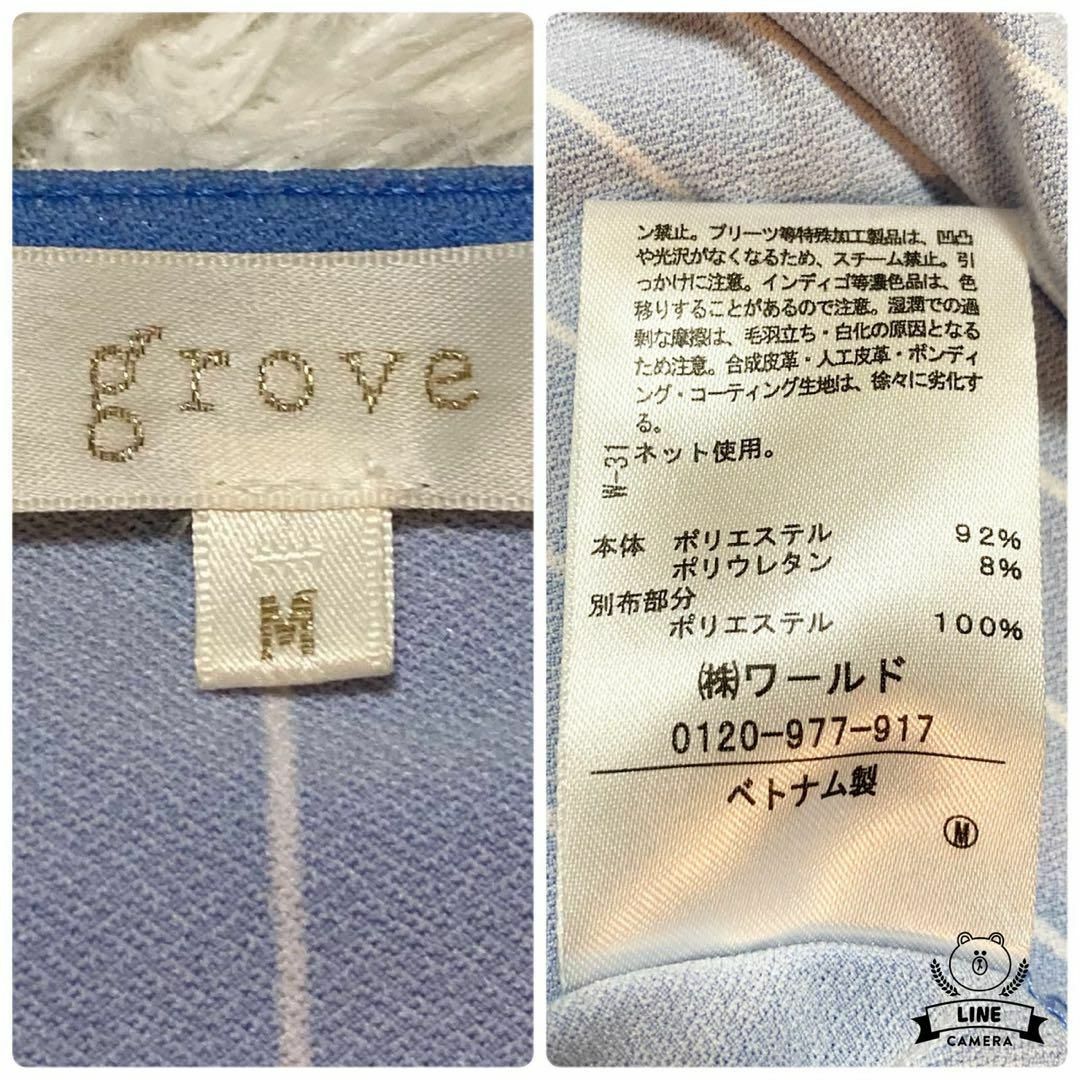 grove
M
ン禁止。プリーツ等特殊加工製品は、凹凸
や光沢がなくなるため、スチーム禁止。引
っかけに注意。インディゴ等濃色品は、色
移りすることがあるので注意。湿潤での過
剰な摩擦は、毛羽立ち・白化の原因となる
ため注意。合成皮革・人工皮革・ボンディ
ング・コーティング生地は、徐々に劣化す
る。
W-31
ネット使用。
本体 ポリエステル 92%
ポリウレタン 8%
別布部分
ポリエステル 100%
㈱ワールド
0120-977-917
ベトナム製
Ⓜ
LINE
CAMERA